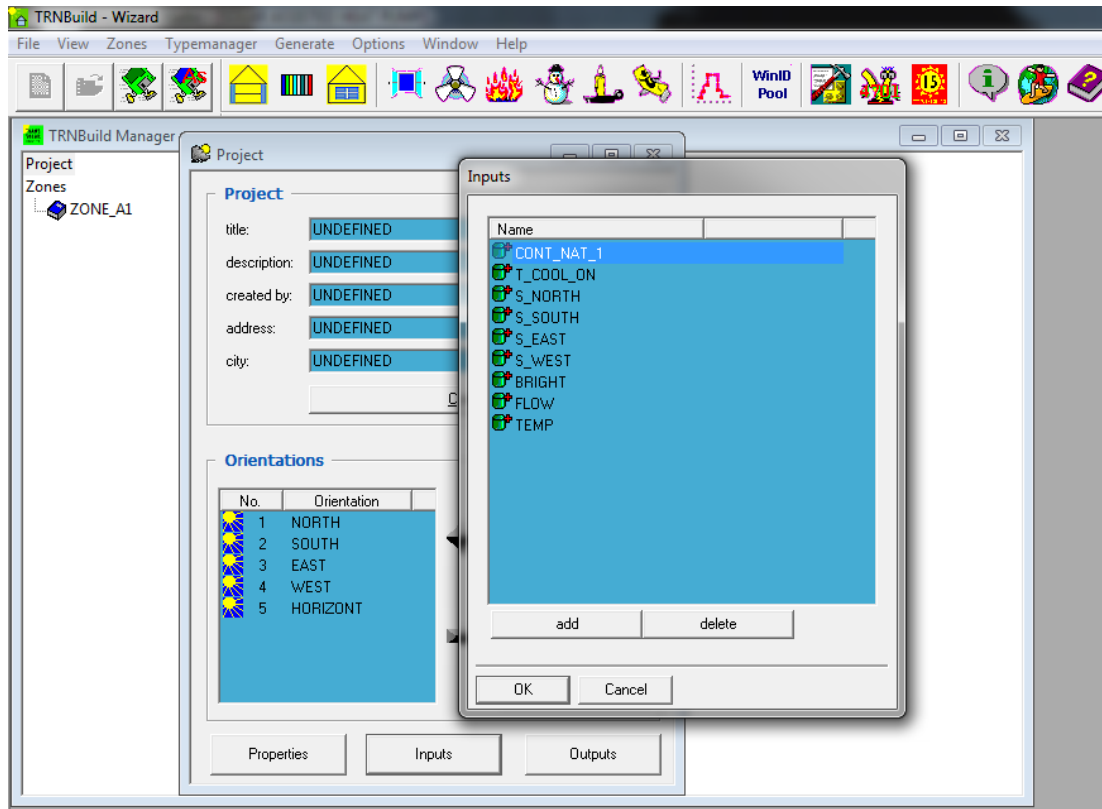 TRNBuild - Wizard
File View Zones Typemanager Generate Options Window Help
WinID
Pool
15
TRNBuild Manager
Project
Zones
ZONE_A1
Project
Project
title: UNDEFINED
description: UNDEFINED
created by: UNDEFINED
address: UNDEFINED
city: UNDEFINED
Orientations
No. Orientation
1 NORTH
2 SOUTH
3 EAST
4 WEST
5 HORIZONT
Properties Inputs Outputs
Inputs
Name
CONT_NAT_1
T_COOL_ON
S_NORTH
S_SOUTH
S_EAST
S_WEST
BRIGHT
FLOW
TEMP
add delete
OK Cancel